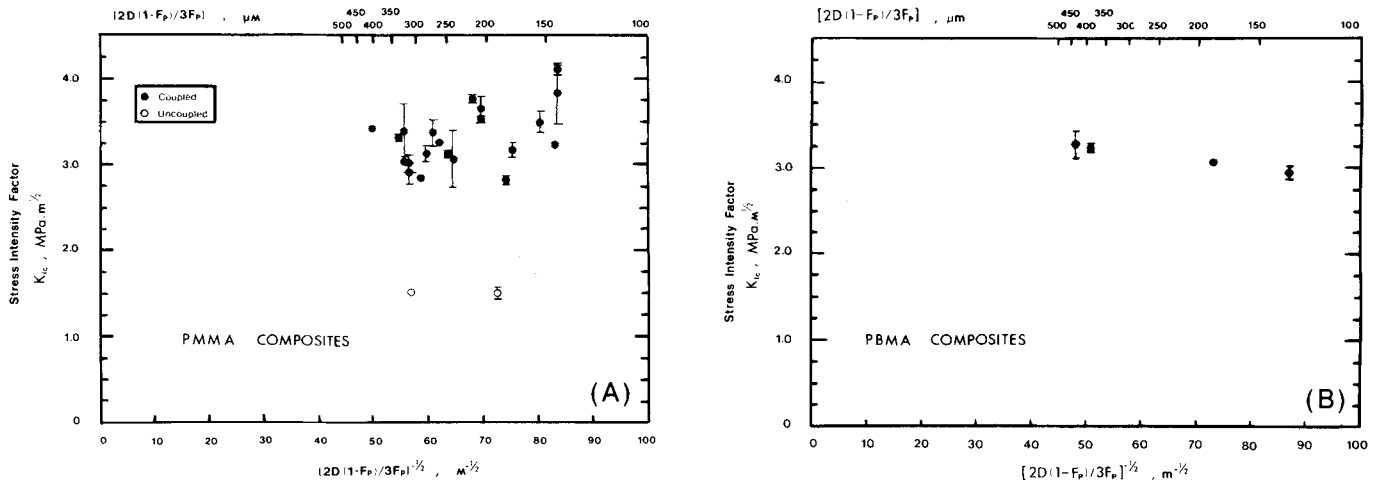 [2D(1-Fₚ)/3Fₚ] , μm
500 450 400 350 300 250 200 150 100
4.0
3.0
2.0
1.0
0
Stress Intensity Factor
K_Ic , MPa.m^½
● Coupled
○ Uncoupled
PMMA COMPOSITES
(A)
0 10 20 30 40 50 60 70 80 90 100
[2D(1-Fₚ)/3Fₚ]^-½ , M^-½
[2D(1-Fₚ)/3Fₚ] , μm
500 450 400 350 300 250 200 150 100
4.0
3.0
2.0
1.0
0
Stress Intensity Factor
K_Ic , MPa.M^½
PBMA COMPOSITES
(B)
0 10 20 30 40 50 60 70 80 90 100
[2D(1-Fₚ)/3Fₚ]^-½ , m^-½